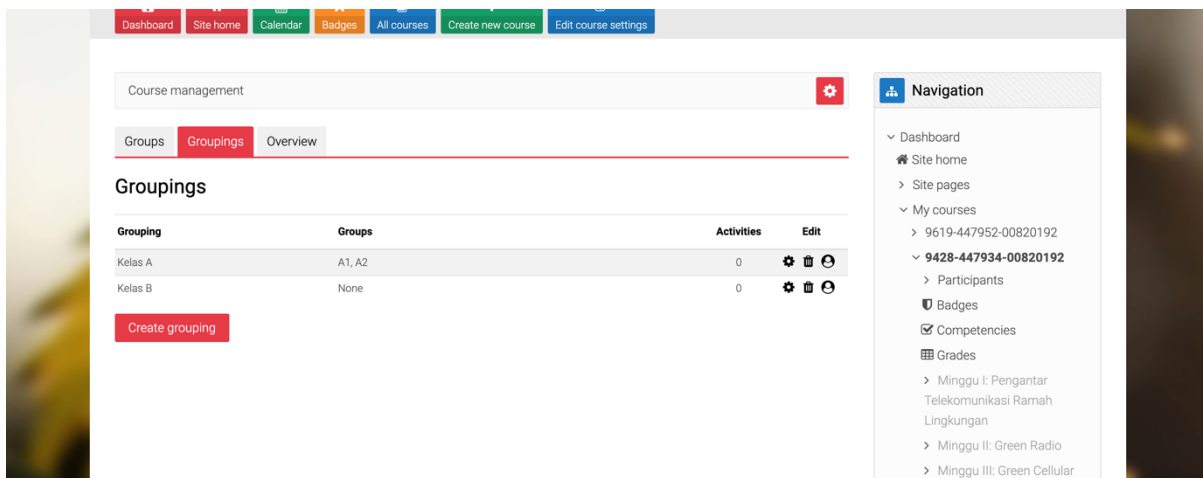 Dashboard Site home Calendar Badges All courses Create new course Edit course settings
Course management
Groups Groupings Overview
Groupings
Grouping Groups Activities Edit
Kelas A A1, A2 0
Kelas B None 0
Create grouping
Navigation
Dashboard
Site home
Site pages
My courses
9619-447952-00820192
9428-447934-00820192
Participants
Badges
Competencies
Grades
Minggu I: Pengantar
Telekomunikasi Ramah
Lingkungan
Minggu II: Green Radio
Minggu III: Green Cellular